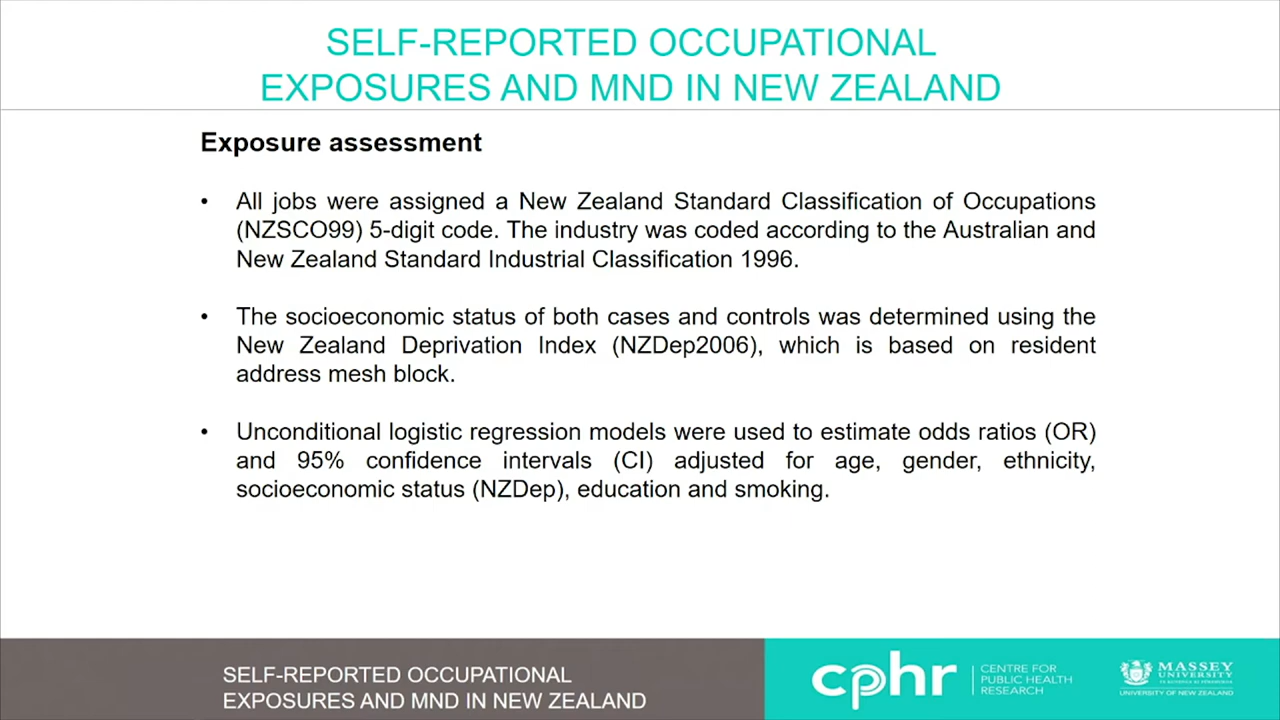 SELF-REPORTED OCCUPATIONAL
EXPOSURES AND MND IN NEW ZEALAND
Exposure assessment
• All jobs were assigned a New Zealand Standard Classification of Occupations
(NZSCO99) 5-digit code. The industry was coded according to the Australian and
New Zealand Standard Industrial Classification 1996.
• The socioeconomic status of both cases and controls was determined using the
New Zealand Deprivation Index (NZDep2006), which is based on resident
address mesh block.
• Unconditional logistic regression models were used to estimate odds ratios (OR)
and 95% confidence intervals (CI) adjusted for age, gender, ethnicity,
socioeconomic status (NZDep), education and smoking.
SELF-REPORTED OCCUPATIONAL
EXPOSURES AND MND IN NEW ZEALAND
cphr
CENTRE FOR
PUBLIC HEALTH
RESEARCH
MASSEY
UNIVERSITY
UNIVERSITY OF NEW ZEALAND